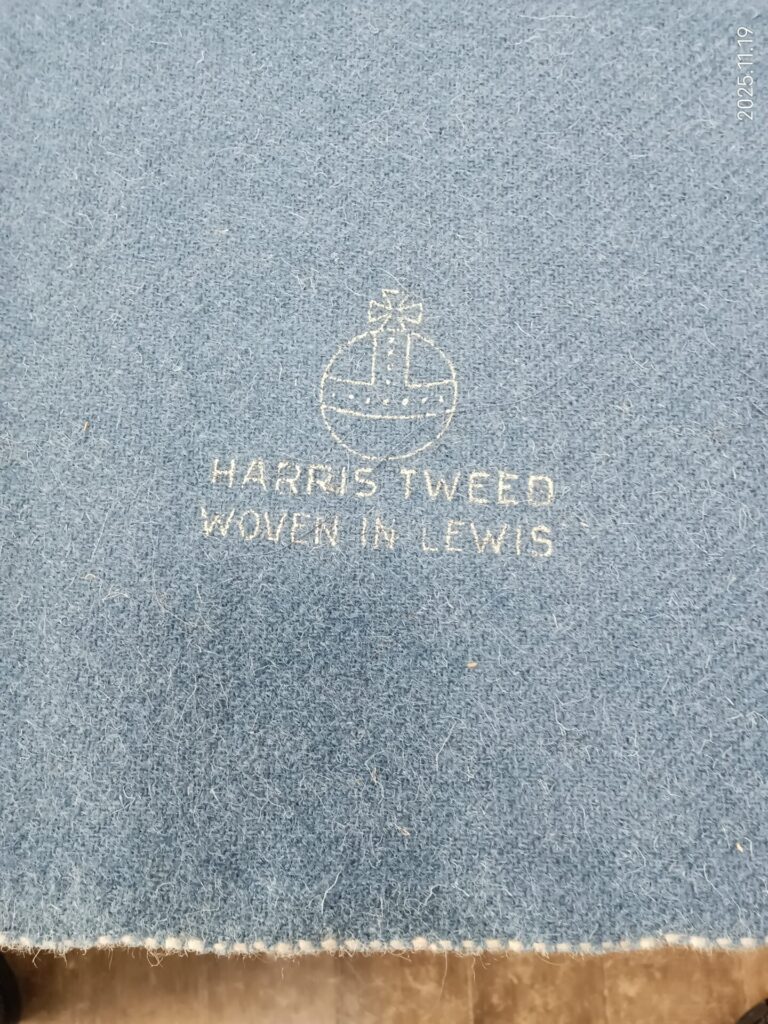 2025.11.19
HARRIS TWEED
WOVEN IN LEWIS